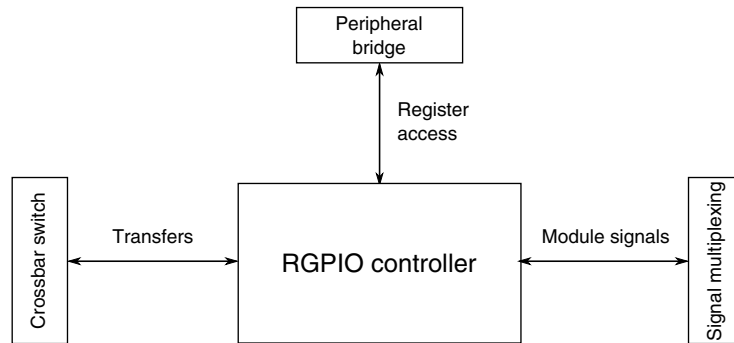 Peripheral
bridge
Register
access
Crossbar switch
Transfers
RGPIO controller
Module signals
Signal multiplexing